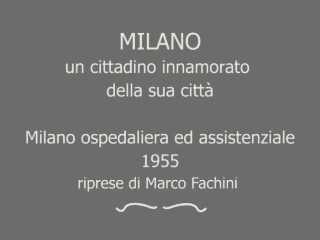 MILANO
un cittadino innamorato
della sua città
Milano ospedaliera ed assistenziale
1955
riprese di Marco Fachini